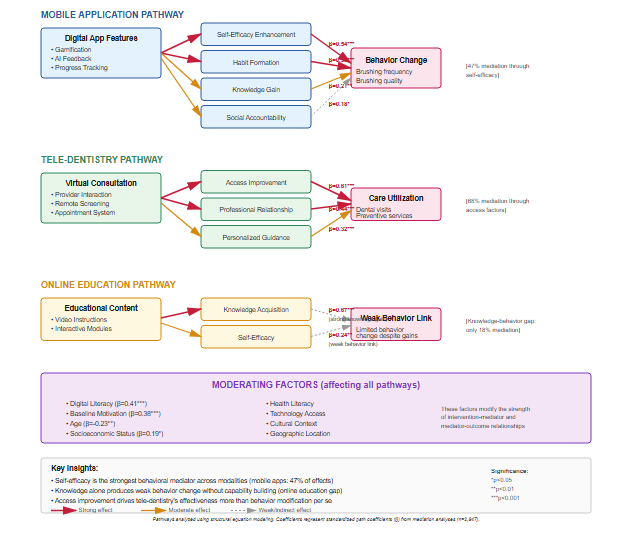 MOBILE APPLICATION PATHWAY
Digital App Features
• Gamification
• AI Feedback
• Progress Tracking
Self-Efficacy Enhancement
Habit Formation
Knowledge Gain
Social Accountability
β=0.54***
β=0.21**
β=0.18*
Behavior Change
Brushing frequency
Brushing quality
[47% mediation through
self-efficacy]
TELE-DENTISTRY PATHWAY
Virtual Consultation
• Provider Interaction
• Remote Screening
• Appointment System
Access Improvement
Professional Relationship
Personalized Guidance
β=0.61***
β=0.32***
Care Utilization
Dental visits
Preventive services
[68% mediation through
access factors]
ONLINE EDUCATION PATHWAY
Educational Content
• Video Instructions
• Interactive Modules
Knowledge Acquisition
Self-Efficacy
β=0.67***
β=0.24**
(weak behavior link)
Weak Behavior Link
Limited behavior
change despite gains
[Knowledge-behavior gap:
only 18% mediation]
MODERATING FACTORS (affecting all pathways)
• Digital Literacy (β=0.41***)
• Baseline Motivation (β=0.38***)
• Age (β=-0.23**)
• Socioeconomic Status (β=0.19*)
• Health Literacy
• Technology Access
• Cultural Context
• Geographic Location
These factors modify the strength
of intervention-mediator and
mediator-outcome relationships
Key Insights:
• Self-efficacy is the strongest behavioral mediator across modalities (mobile apps: 47% of effects)
• Knowledge alone produces weak behavior change without capability building (online education gap)
• Access improvement drives tele-dentistry's effectiveness more than behavior modification per se
Strong effect
Moderate effect
Weak/indirect effect
Significance:
*p<0.05
**p<0.01
***p<0.001
Pathways analyzed using structural equation modeling. Coefficients represent standardized path coefficients (β) from mediation analyses (n=3,847).